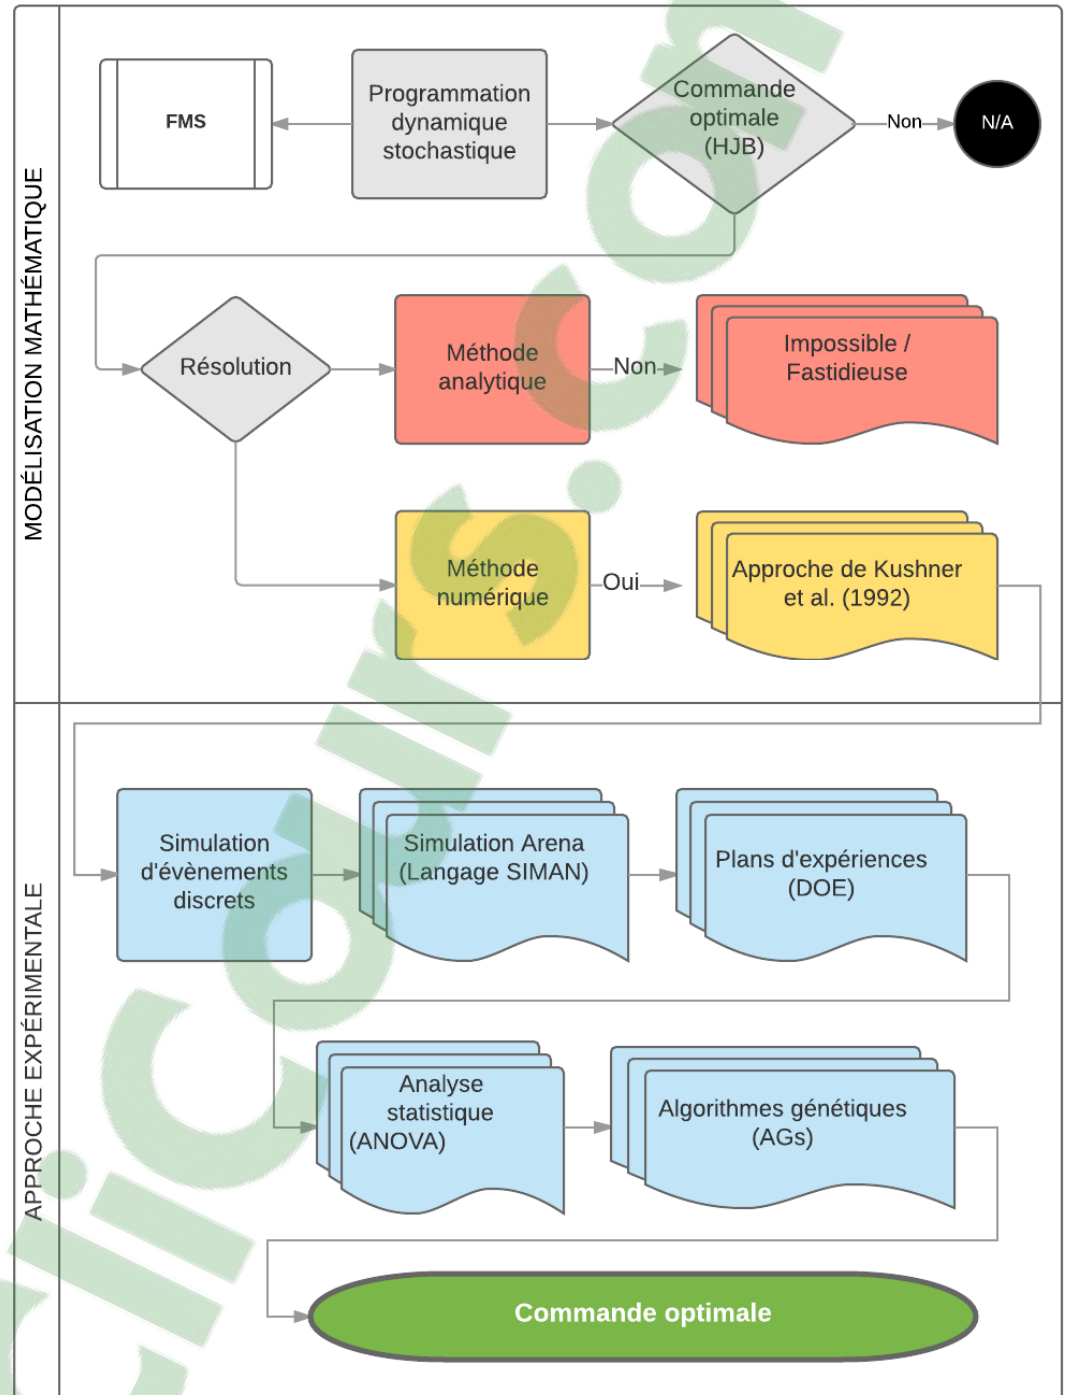 MODÉLISATION MATHÉMATIQUE
FMS
Programmation
dynamique
stochastique
Commande
optimale
(HJB)
Non
N/A
Résolution
Méthode
analytique
Non
Impossible /
Fastidieuse
Méthode
numérique
Oui
Approche de Kushner
et al. (1992)
APPROCHE EXPÉRIMENTALE
Simulation
d'évènements
discrets
Simulation Arena
(Langage SIMAN)
Plans d'expériences
(DOE)
Analyse
statistique
(ANOVA)
Algorithmes génétiques
(AGs)
Commande optimale
cliCours.com